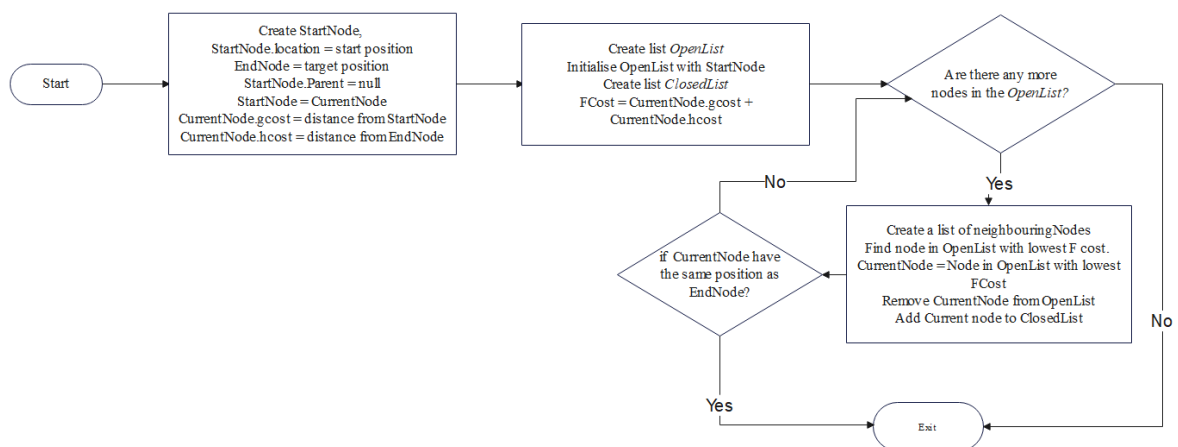 Start
Create StartNode,
StartNode.location = start position
EndNode = target position
StartNode.Parent = null
StartNode = CurrentNode
CurrentNode.gcost = distance from StartNode
CurrentNode.hcost = distance from EndNode
Create list OpenList
Initialise OpenList with StartNode
Create list ClosedList
FCost = CurrentNode.gcost +
CurrentNode.hcost
Are there any more
nodes in the OpenList?
Yes
No
Create a list of neighbouringNodes
Find node in OpenList with lowest F cost.
CurrentNode = Node in OpenList with lowest
FCost
Remove CurrentNode from OpenList
Add Current node to ClosedList
if CurrentNode have
the same position as
EndNode?
No
Yes
Exit